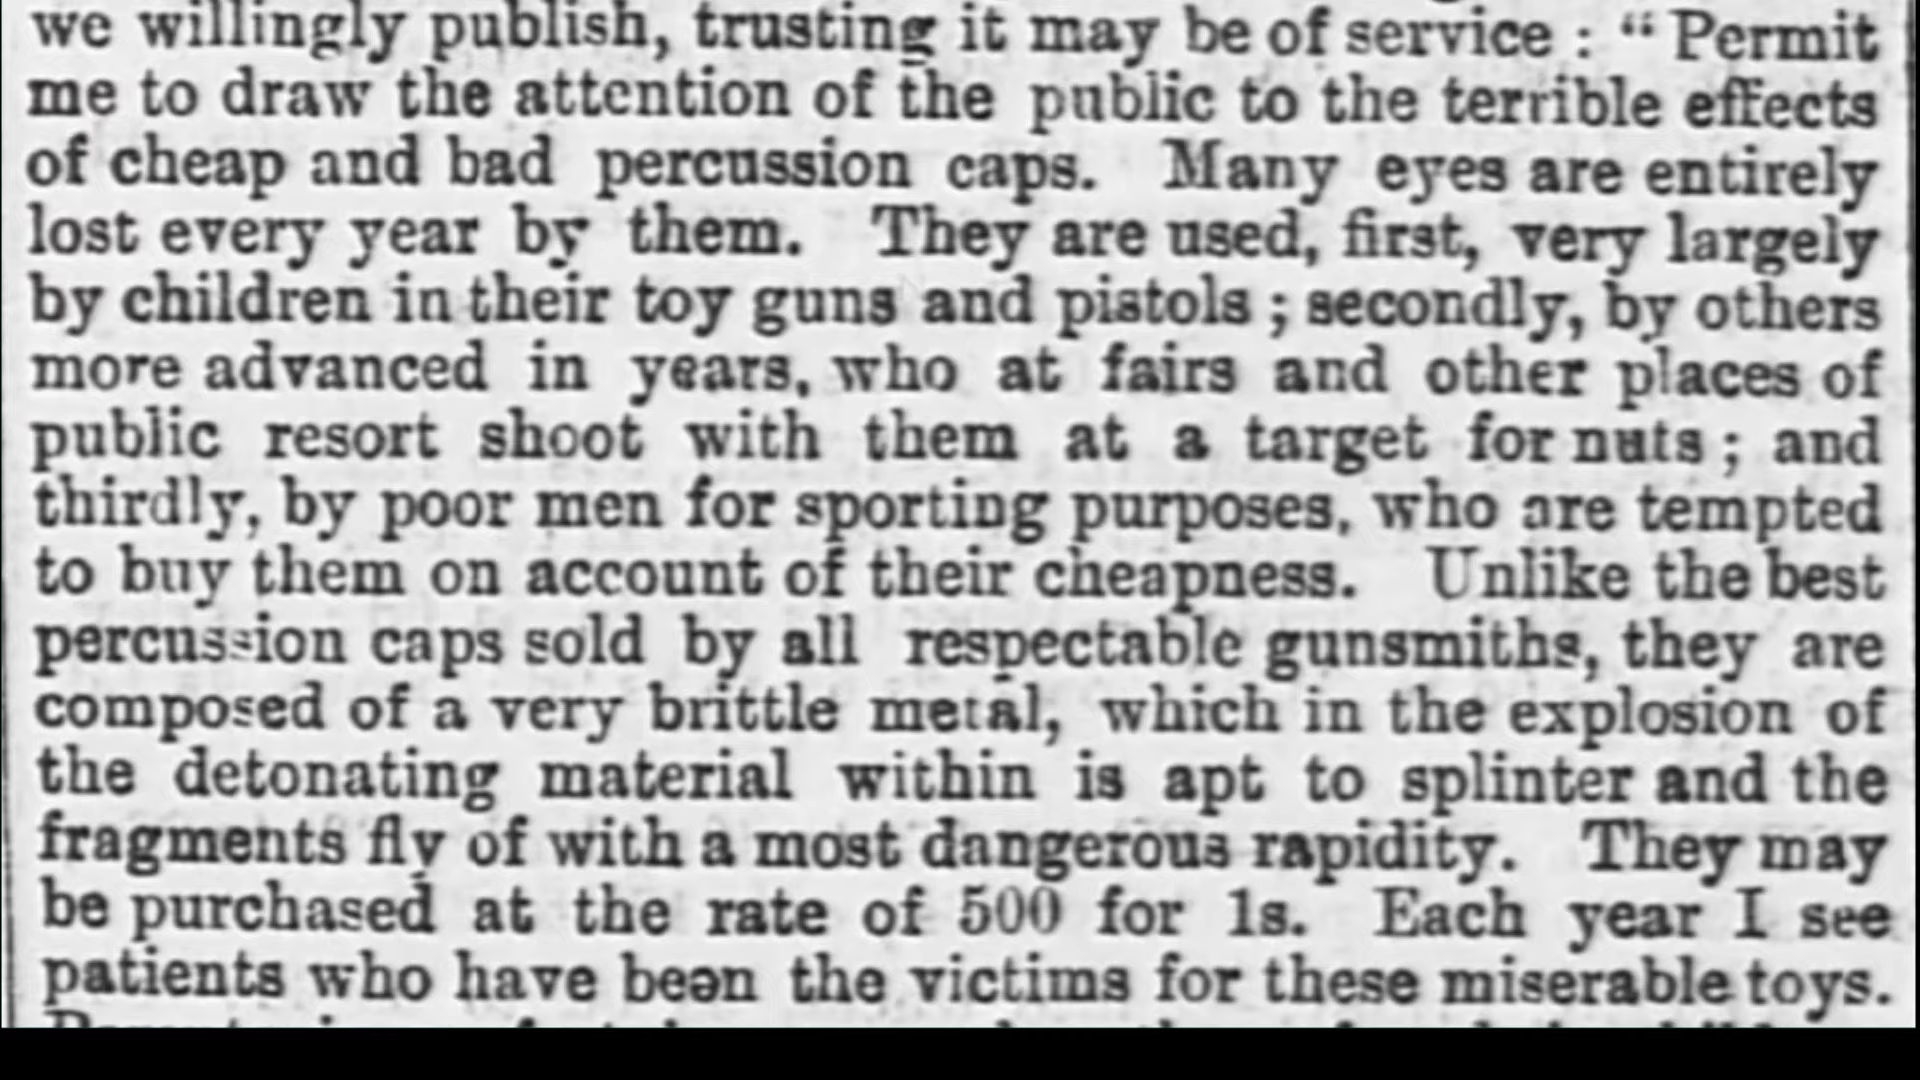 we willingly publish, trusting it may be of service : “ Permit
me to draw the attention of the public to the terrible effects
of cheap and bad percussion caps. Many eyes are entirely
lost every year by them. They are used, first, very largely
by children in their toy guns and pistols ; secondly, by others
more advanced in years, who at fairs and other places of
public resort shoot with them at a target for nuts ; and
thirdly, by poor men for sporting purposes, who are tempted
to buy them on account of their cheapness. Unlike the best
percussion caps sold by all respectable gunsmiths, they are
composed of a very brittle metal, which in the explosion of
the detonating material within is apt to splinter and the
fragments fly of with a most dangerous rapidity. They may
be purchased at the rate of 500 for 1s. Each year I see
patients who have been the victims for these miserable toys.